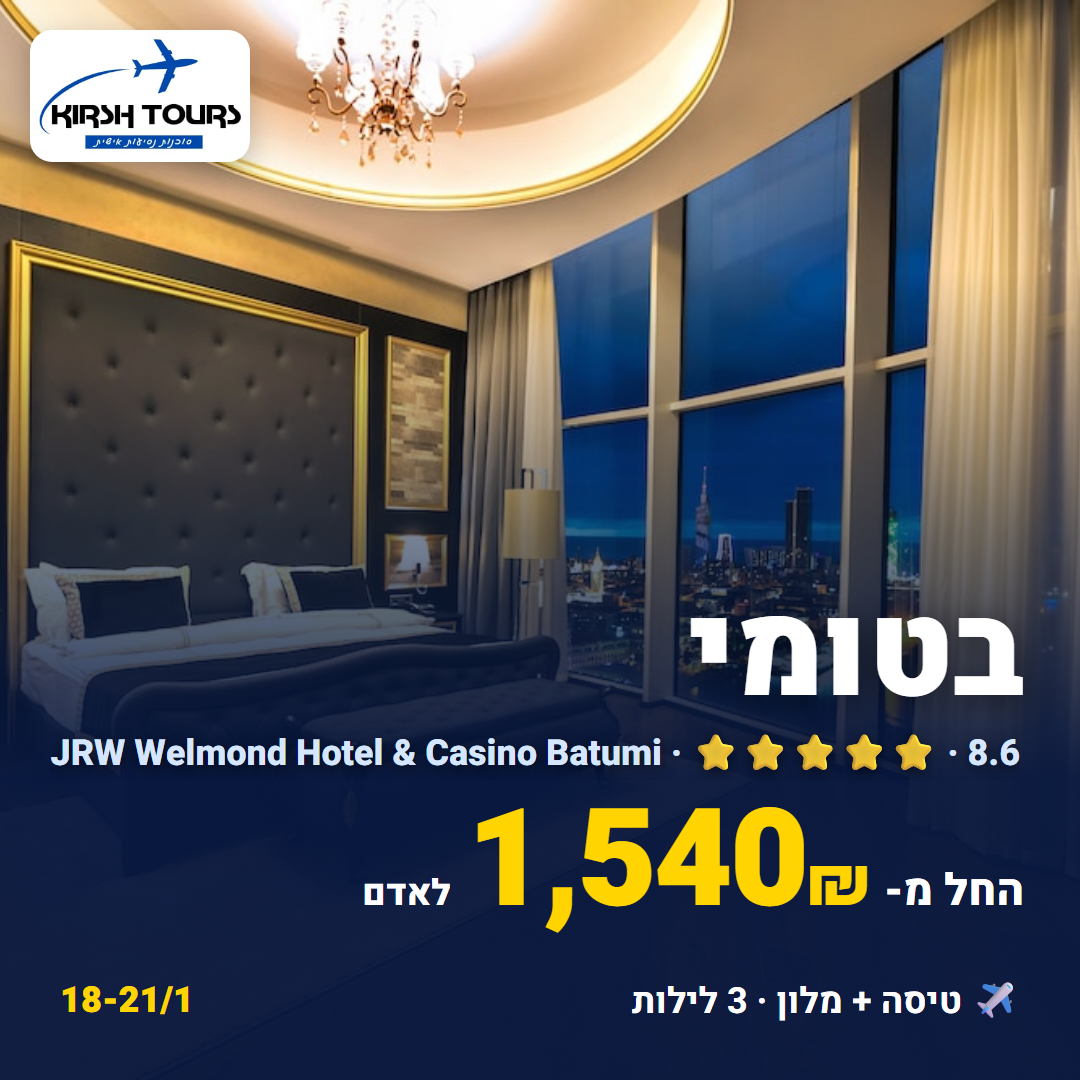 KIRSH TOURS
סוכנות נסיעות אישית
בטומי
JRW Welmond Hotel & Casino Batumi · ⭐⭐⭐⭐⭐ · 8.6
החל מ- ₪1,540 לאדם
✈️ טיסה + מלון · 3 לילות
18-21/1